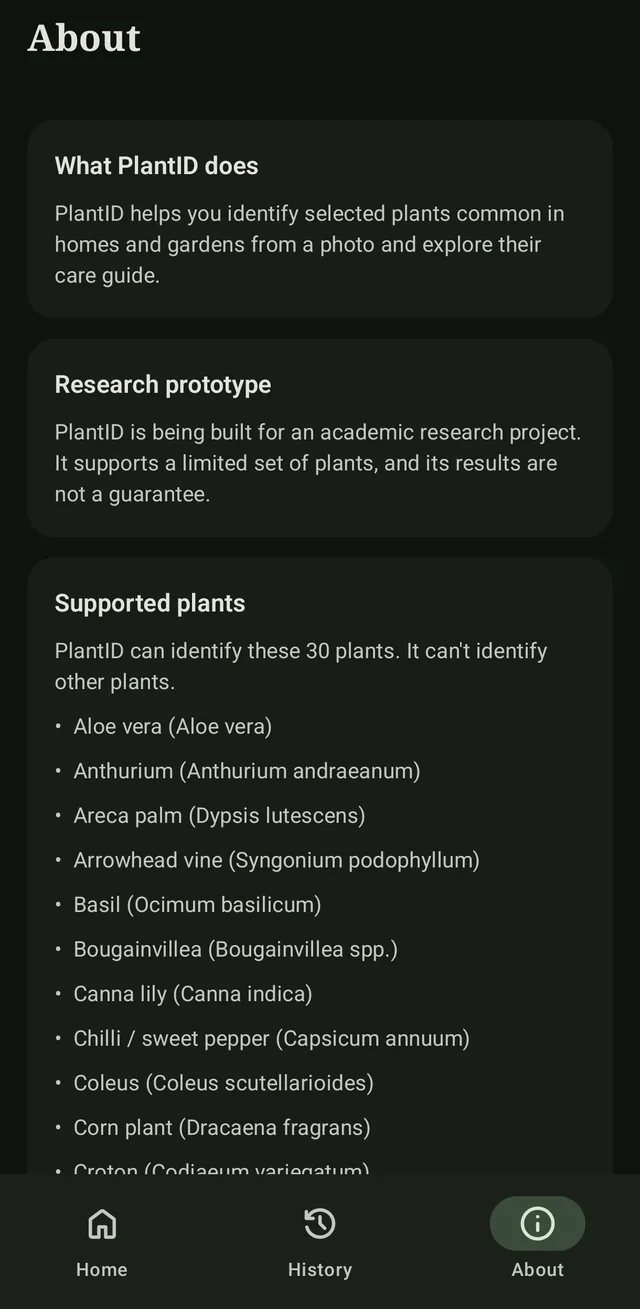 About
What PlantID does
PlantID helps you identify selected plants common in
homes and gardens from a photo and explore their
care guide.
Research prototype
PlantID is being built for an academic research project.
It supports a limited set of plants, and its results are
not a guarantee.
Supported plants
PlantID can identify these 30 plants. It can't identify
other plants.
• Aloe vera (Aloe vera)
• Anthurium (Anthurium andraeanum)
• Areca palm (Dypsis lutescens)
• Arrowhead vine (Syngonium podophyllum)
• Basil (Ocimum basilicum)
• Bougainvillea (Bougainvillea spp.)
• Canna lily (Canna indica)
• Chilli / sweet pepper (Capsicum annuum)
• Coleus (Coleus scutellarioides)
• Corn plant (Dracaena fragrans)
• Croton (Codiaeum variegatum)
Home
History
About